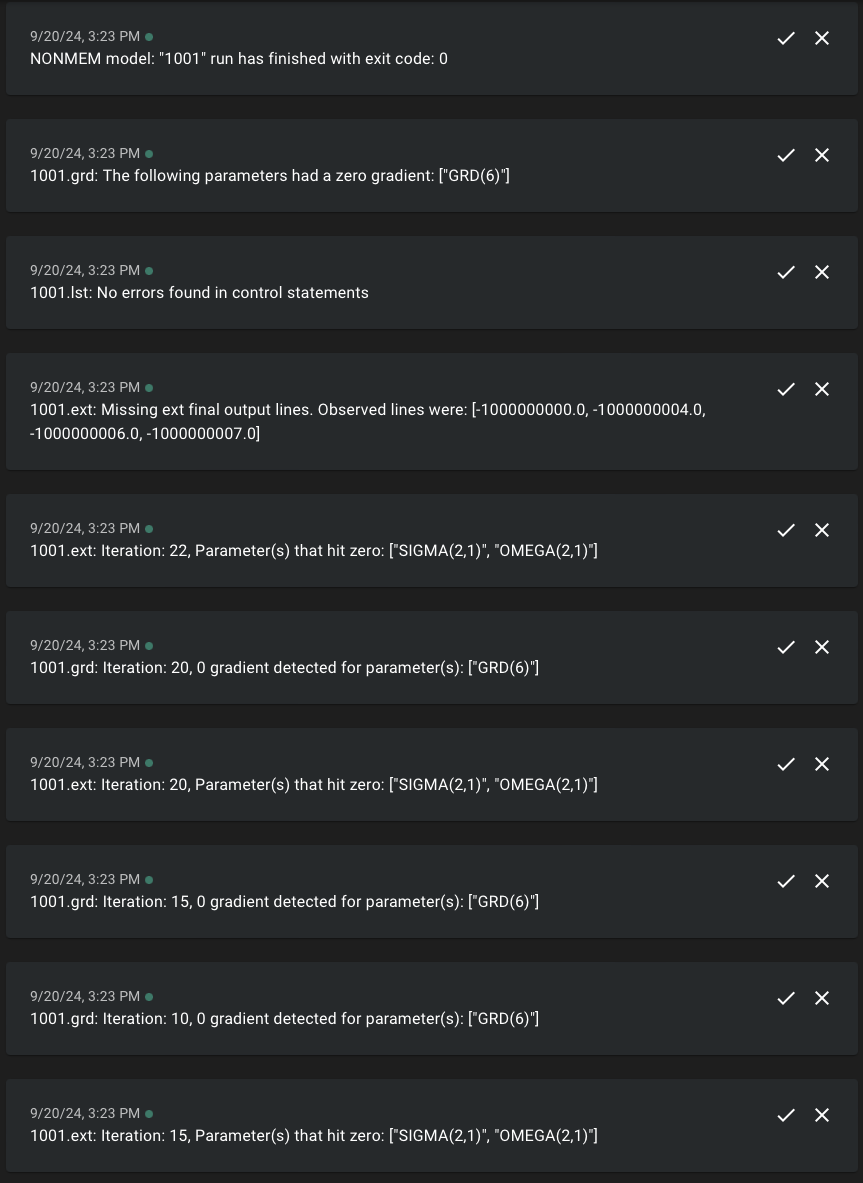 9/20/24, 3:23 PM
NONMEM model: "1001" run has finished with exit code: 0
9/20/24, 3:23 PM
1001.grd: The following parameters had a zero gradient: ["GRD(6)"]
9/20/24, 3:23 PM
1001.lst: No errors found in control statements
9/20/24, 3:23 PM
1001.ext: Missing ext final output lines. Observed lines were: [-1000000000.0, -1000000004.0,
-1000000006.0, -1000000007.0]
9/20/24, 3:23 PM
1001.ext: Iteration: 22, Parameter(s) that hit zero: ["SIGMA(2,1)", "OMEGA(2,1)"]
9/20/24, 3:23 PM
1001.grd: Iteration: 20, 0 gradient detected for parameter(s): ["GRD(6)"]
9/20/24, 3:23 PM
1001.ext: Iteration: 20, Parameter(s) that hit zero: ["SIGMA(2,1)", "OMEGA(2,1)"]
9/20/24, 3:23 PM
1001.grd: Iteration: 15, 0 gradient detected for parameter(s): ["GRD(6)"]
9/20/24, 3:23 PM
1001.grd: Iteration: 10, 0 gradient detected for parameter(s): ["GRD(6)"]
9/20/24, 3:23 PM
1001.ext: Iteration: 15, Parameter(s) that hit zero: ["SIGMA(2,1)", "OMEGA(2,1)"]